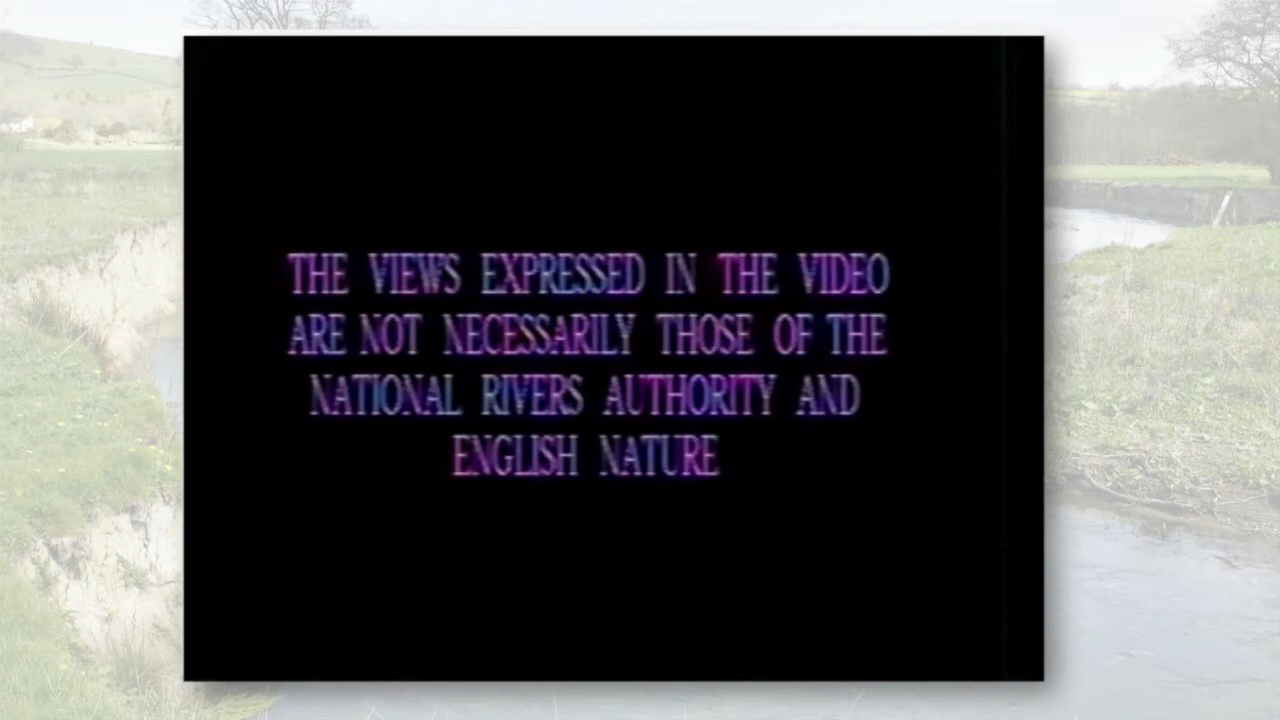 THE VIEWS EXPRESSED IN THE VIDEO
ARE NOT NECESSARILY THOSE OF THE
NATIONAL RIVERS AUTHORITY AND
ENGLISH NATURE